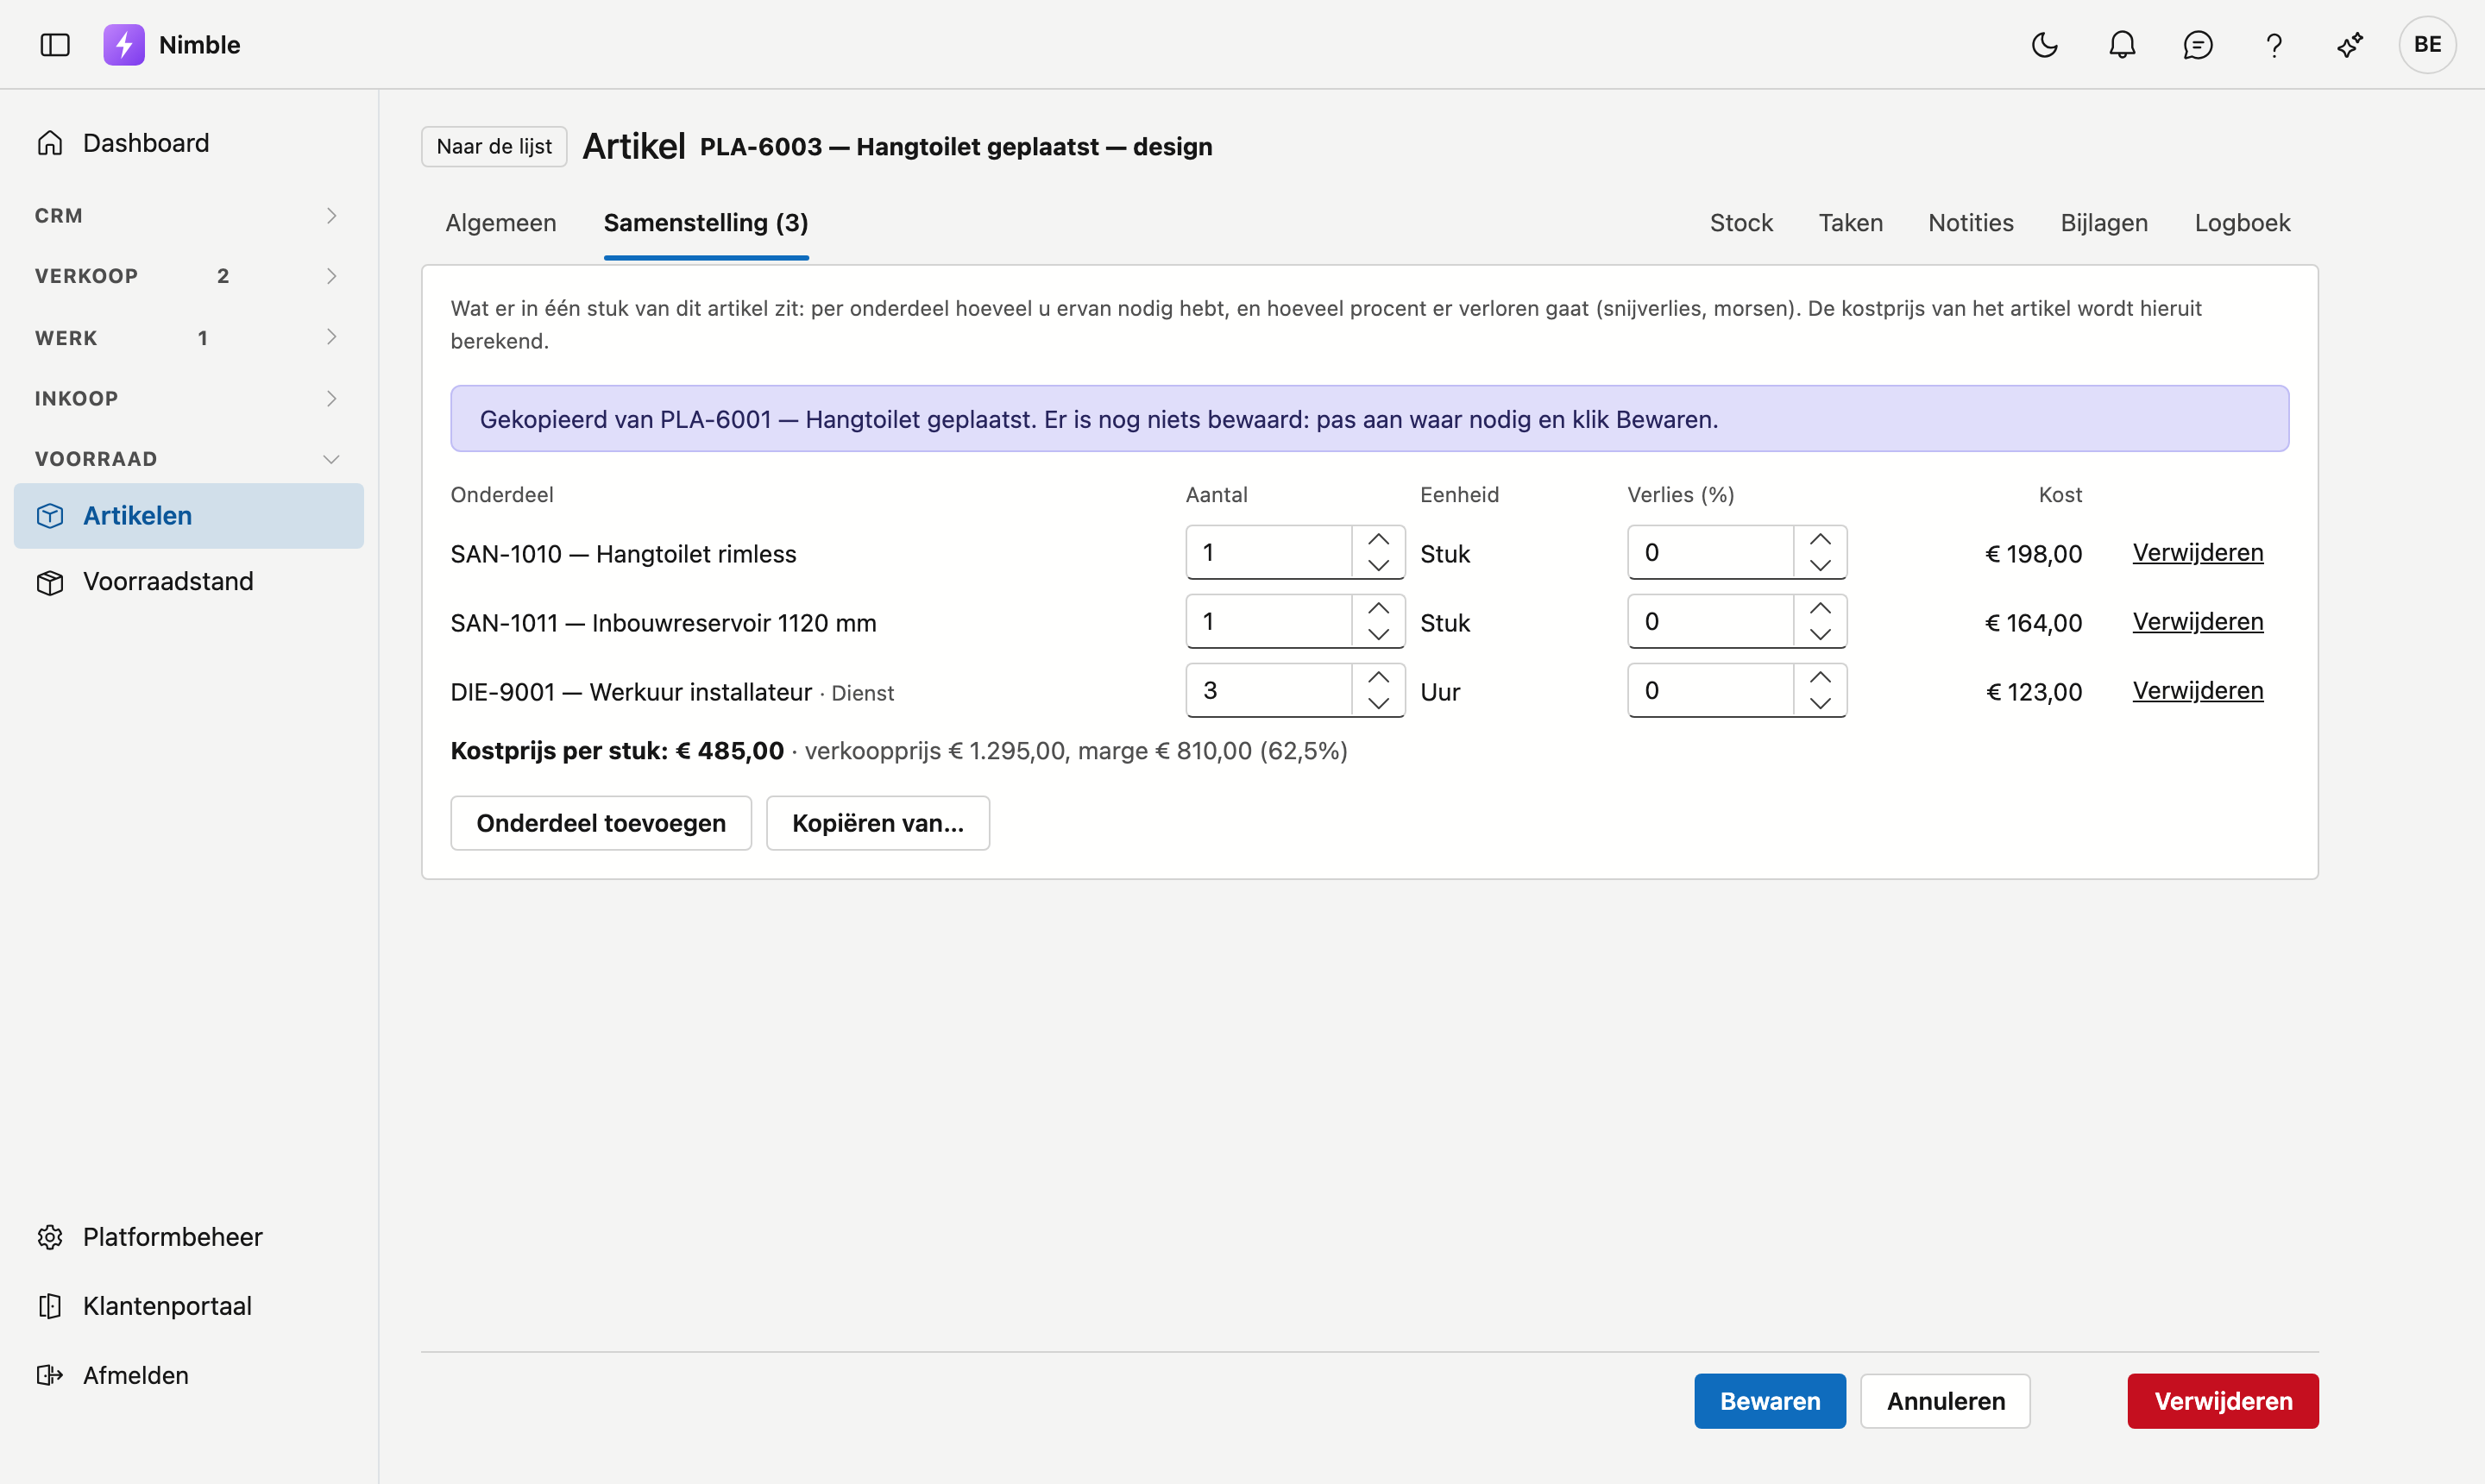 Nimble
BE
Dashboard
CRM
VERKOOP 2
WERK 1
INKOOP
VOORRAAD
Artikelen
Voorraadstand
Platformbeheer
Klantenportaal
Afmelden
Naar de lijst Artikel PLA-6003 — Hangtoilet geplaatst — design
Algemeen Samenstelling (3) Stock Taken Notities Bijlagen Logboek
Wat er in één stuk van dit artikel zit: per onderdeel hoeveel u ervan nodig hebt, en hoeveel procent er verloren gaat (snijverlies, morsen). De kostprijs van het artikel wordt hieruit
berekend.
Gekopieerd van PLA-6001 — Hangtoilet geplaatst. Er is nog niets bewaard: pas aan waar nodig en klik Bewaren.
Onderdeel Aantal Eenheid Verlies (%) Kost
SAN-1010 — Hangtoilet rimless 1 Stuk 0 € 198,00 Verwijderen
SAN-1011 — Inbouwreservoir 1120 mm 1 Stuk 0 € 164,00 Verwijderen
DIE-9001 — Werkuur installateur · Dienst 3 Uur 0 € 123,00 Verwijderen
Kostprijs per stuk: € 485,00 · verkoopprijs € 1.295,00, marge € 810,00 (62,5%)
Onderdeel toevoegen Kopiëren van...
Bewaren Annuleren Verwijderen